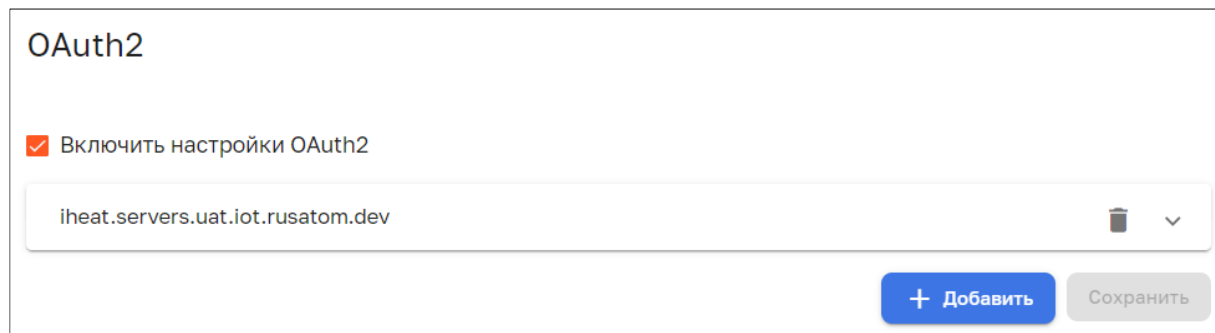 OAuth2
Включить настройки OAuth2
iheat.servers.uat.iot.rusatom.dev
+ Добавить
Сохранить